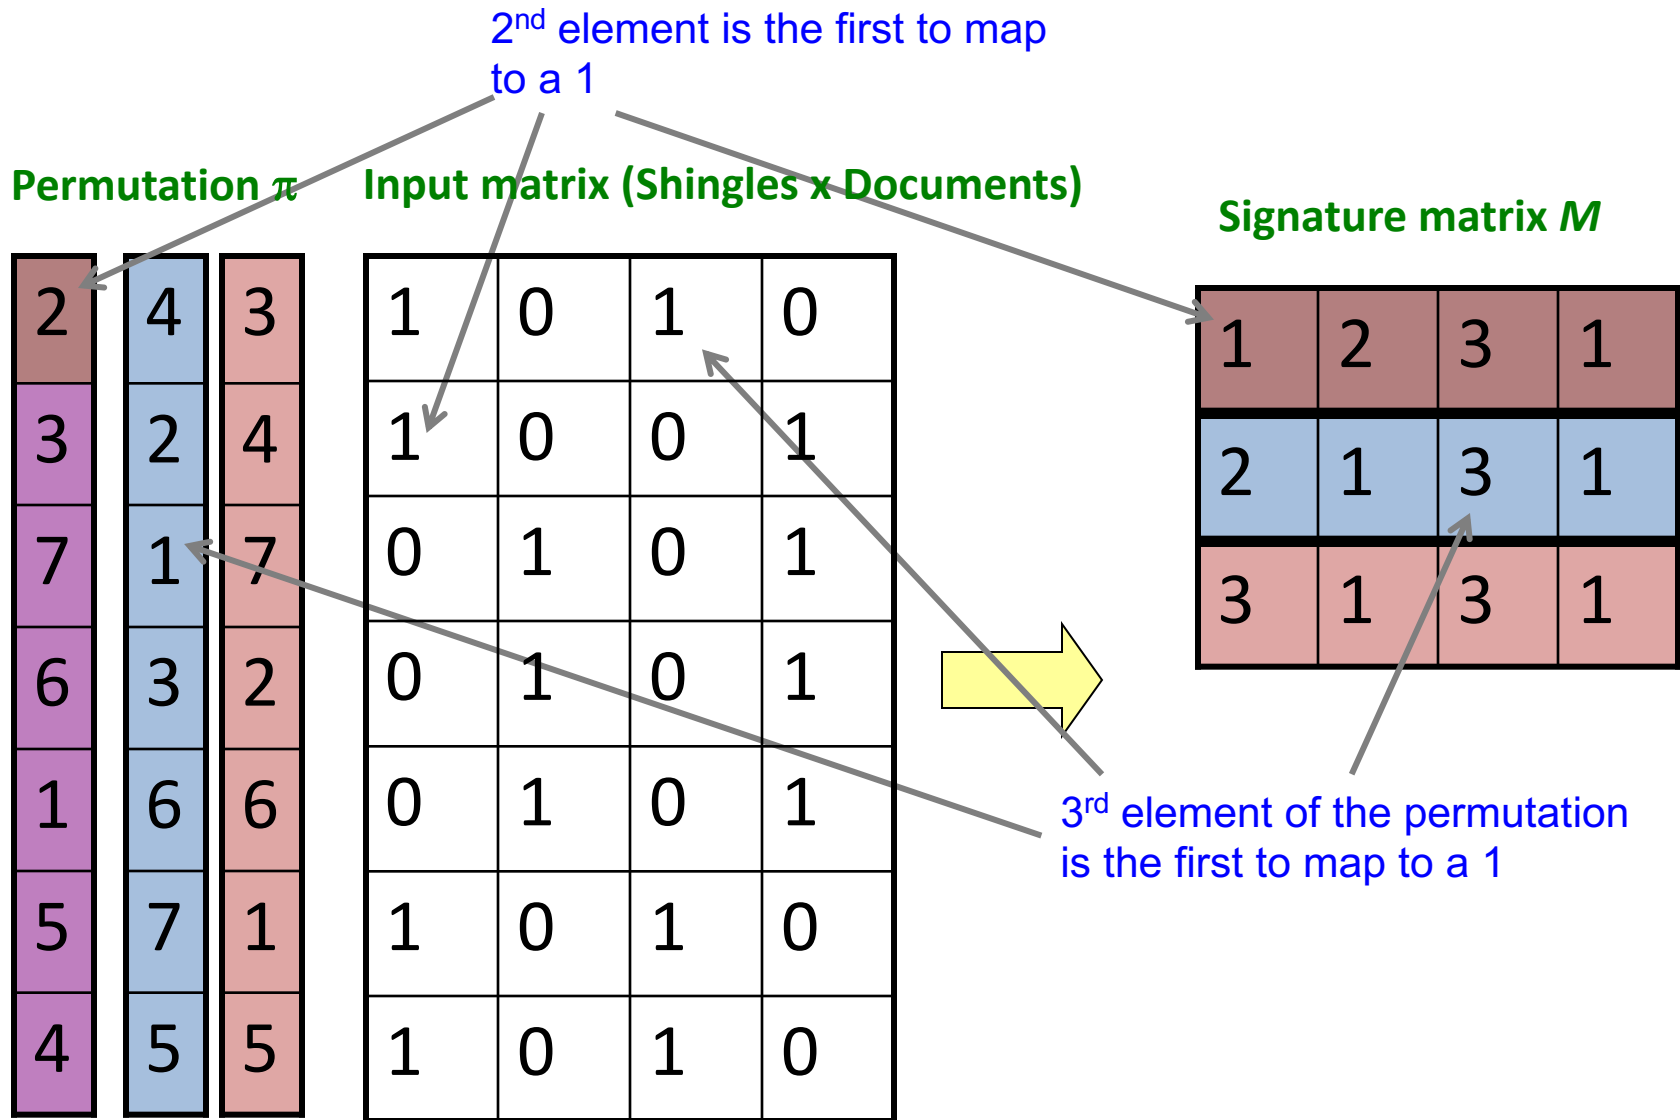 2nd element is the first to map
to a 1
Permutation π
Input matrix (Shingles x Documents)
Signature matrix M
2 4 3 1 0 1 0
3 2 4 1 0 0 1
7 1 7 0 1 0 1
6 3 2 0 1 0 1
1 6 6 0 1 0 1
5 7 1 1 0 1 0
4 5 5 1 0 1 0
1 2 3 1
2 1 3 1
3 1 3 1
3rd element of the permutation
is the first to map to a 1